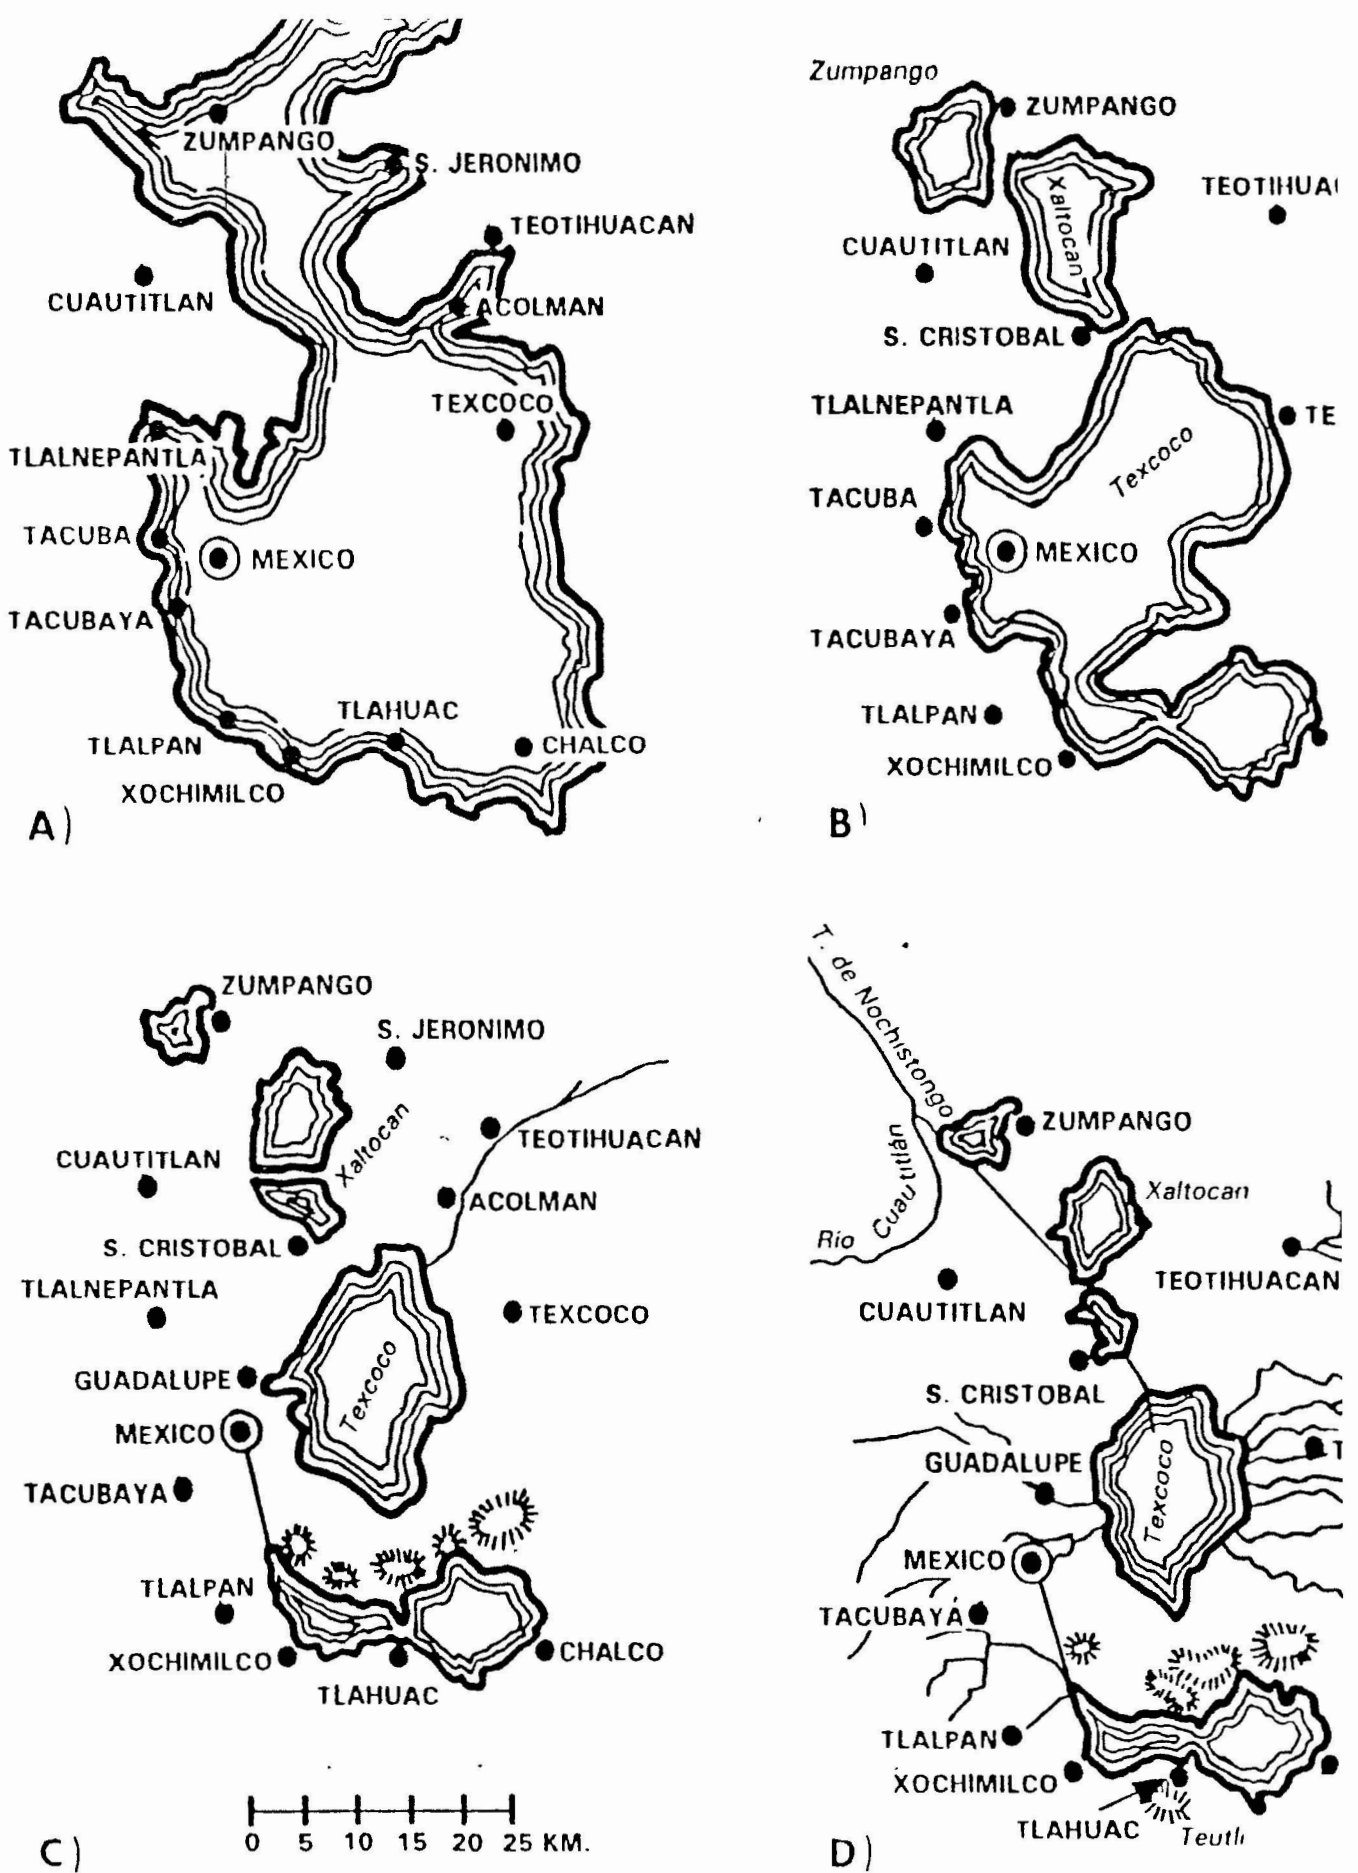 ZUMPANGO
S. JERONIMO
TEOTIHUACAN
CUAUTITLAN
ACOLMAN
TEXCOCO
TLALNEPANTLA
TACUBA
MEXICO
TACUBAYA
TLAHUAC
TLALPAN
CHALCO
XOCHIMILCO
A)
Zumpango
ZUMPANGO
Xaltocan
TEOTIHUA
CUAUTITLAN
S. CRISTOBAL
TLALNEPANTLA
TE
Texcoco
TACUBA
MEXICO
TACUBAYA
TLALPAN
XOCHIMILCO
B)
ZUMPANGO
S. JERONIMO
Xaltocan
TEOTIHUACAN
CUAUTITLAN
ACOLMAN
S. CRISTOBAL
TLALNEPANTLA
TEXCOCO
GUADALUPE
Texcoco
MEXICO
TACUBAYA
TLALPAN
XOCHIMILCO
CHALCO
TLAHUAC
0 5 10 15 20 25 KM.
C)
T. de Nochistongo
ZUMPANGO
Río Cuautitlán
Xaltocan
TEOTIHUACAN
CUAUTITLAN
S. CRISTOBAL
T
GUADALUPE
Texcoco
MEXICO
TACUBAYA
TLALPAN
XOCHIMILCO
TLAHUAC
Teutli
D)